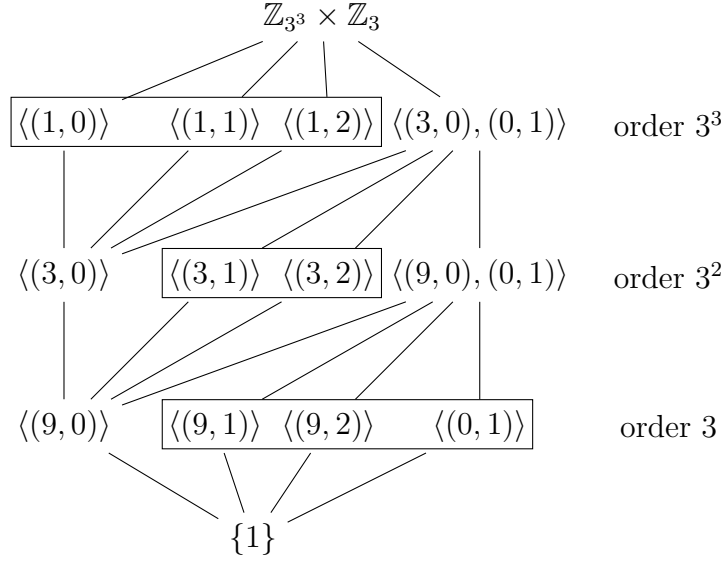 ℤ_{3^3} × ℤ_3
⟨(1, 0)⟩ ⟨(1, 1)⟩ ⟨(1, 2)⟩ ⟨(3, 0), (0, 1)⟩ order 3^3
⟨(3, 0)⟩ ⟨(3, 1)⟩ ⟨(3, 2)⟩ ⟨(9, 0), (0, 1)⟩ order 3^2
⟨(9, 0)⟩ ⟨(9, 1)⟩ ⟨(9, 2)⟩ ⟨(0, 1)⟩ order 3
{1}